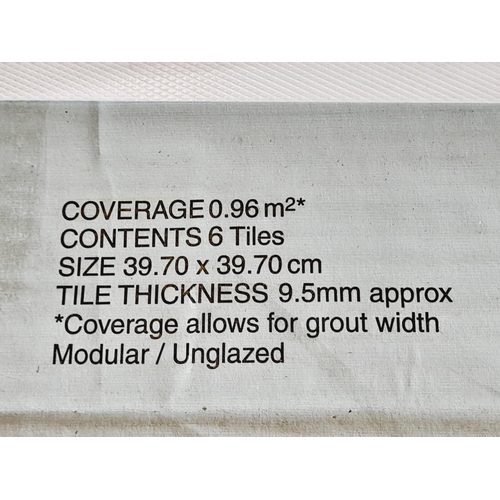 COVERAGE 0.96 m²*
CONTENTS 6 Tiles
SIZE 39.70 x 39.70 cm
TILE THICKNESS 9.5mm approx
*Coverage allows for grout width
Modular / Unglazed